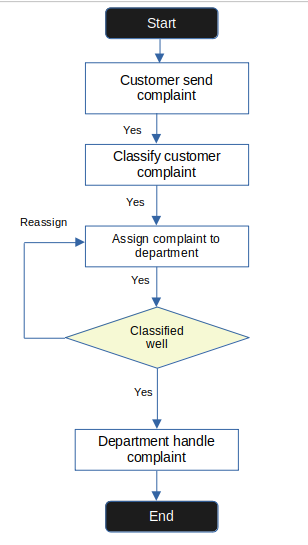 Start
Customer send
complaint
Yes
Classify customer
complaint
Yes
Reassign
Assign complaint to
department
Yes
Classified
well
Yes
Department handle
complaint
End